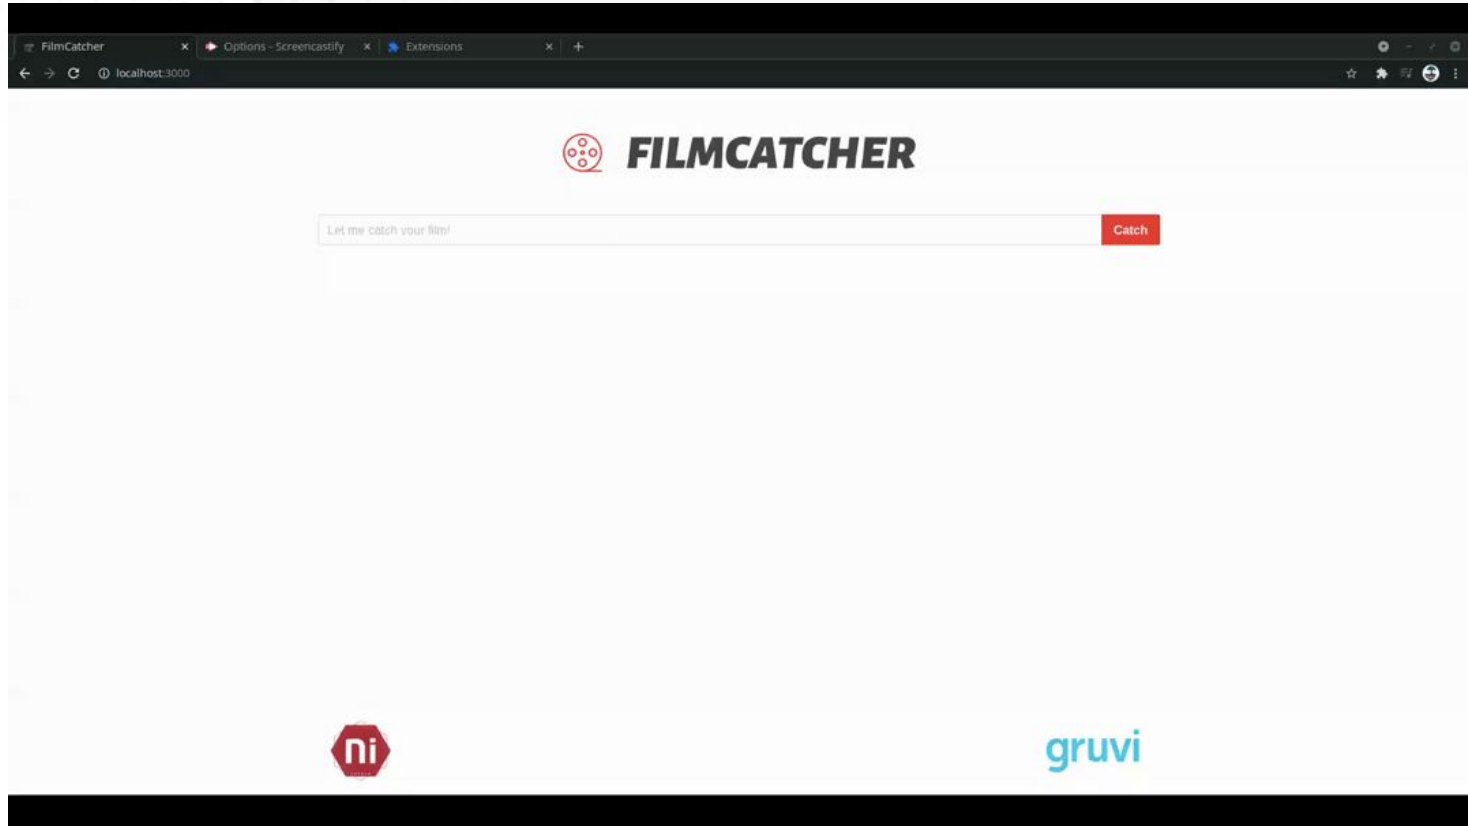 FilmCatcher
Options - Screencastify
Extensions
localhost:3000
FILMCATCHER
Let me catch your film!
Catch
ni
gruvi